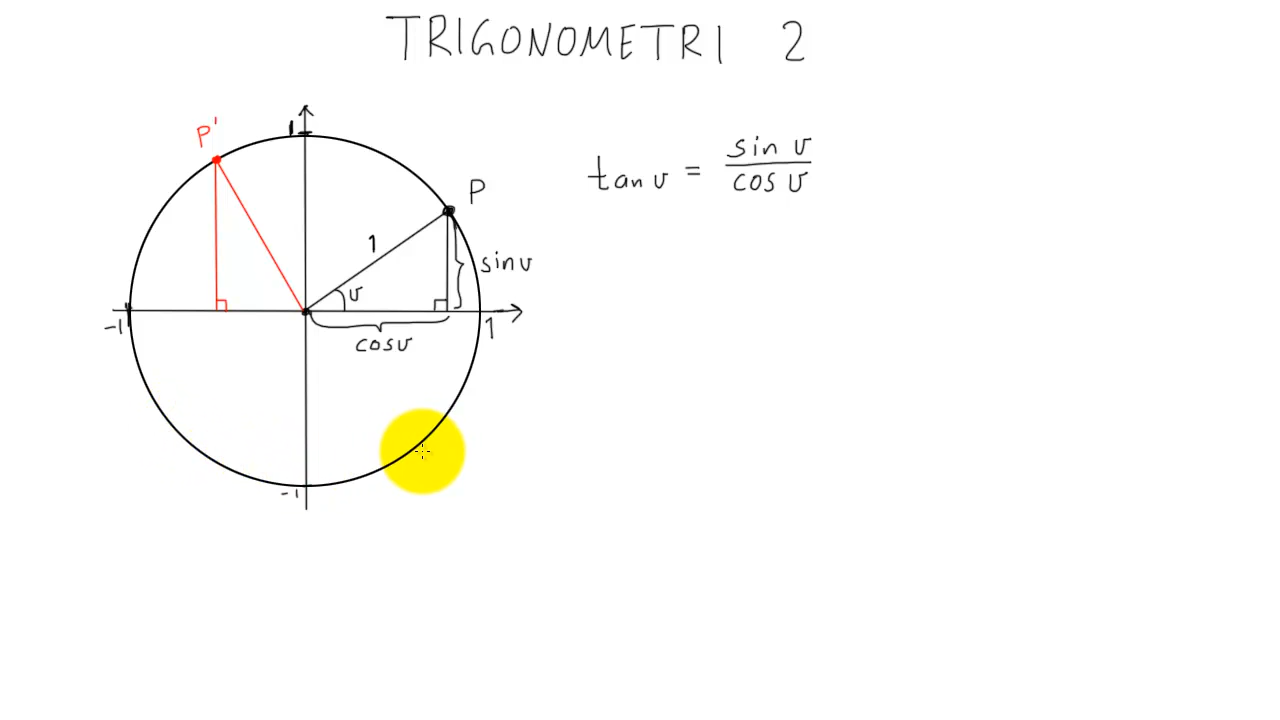 TRIGONOMETRI 2
P'
1
P
tan v = sin v / cos v
1
sin v
v
-1
1
cos v
-1